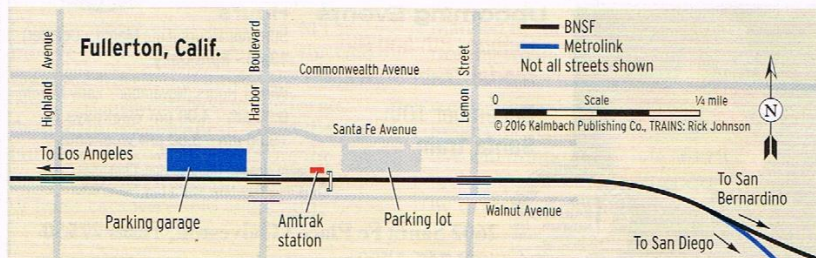 Fullerton, Calif.
Highland Avenue
Harbor Boulevard
Commonwealth Avenue
Lemon Street
BNSF
Metrolink
Not all streets shown
0 Scale ¼ mile
N
© 2016 Kalmbach Publishing Co., TRAINS: Rick Johnson
Santa Fe Avenue
To Los Angeles
Parking garage
Amtrak
station
Parking lot
Walnut Avenue
To San
Bernardino
To San Diego